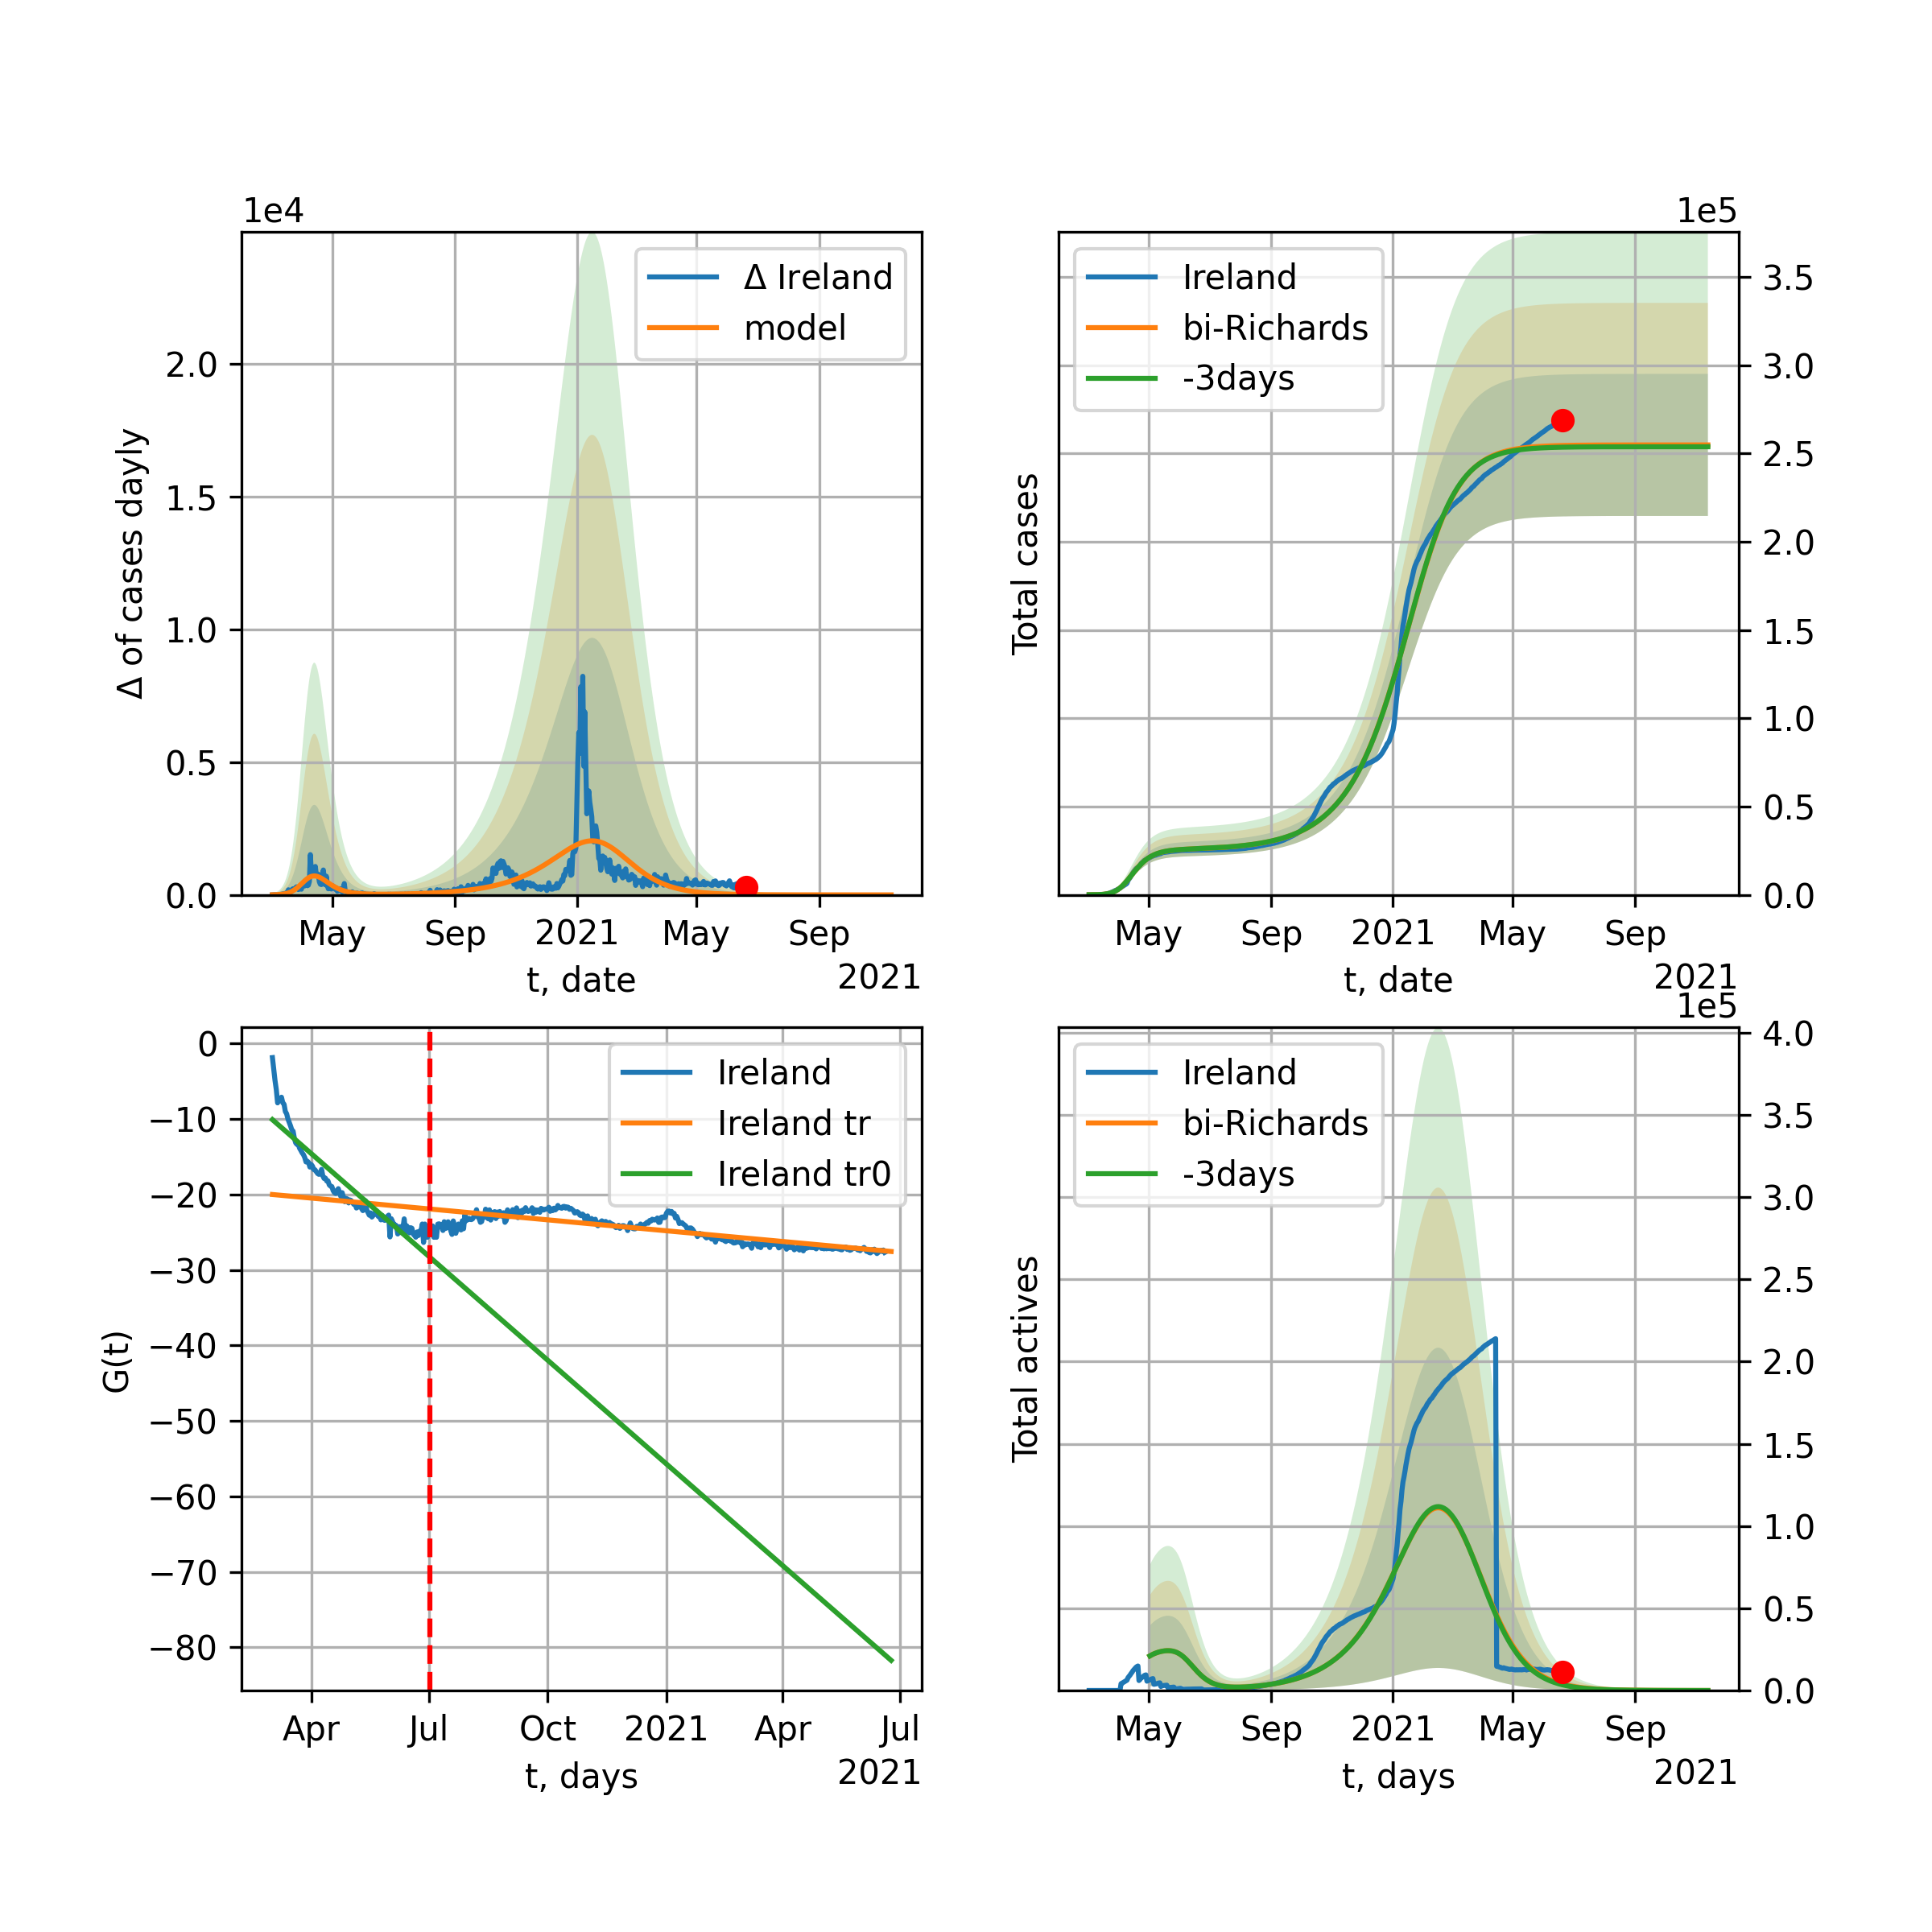 1e4
Δ of cases dayly
2.0
1.5
1.0
0.5
0.0
Δ Ireland
model
May Sep 2021 May Sep
t, date
2021
1e5
Total cases
Ireland
bi-Richards
-3days
3.5
3.0
2.5
2.0
1.5
1.0
0.5
0.0
May Sep 2021 May Sep
t, date
2021
G(t)
0
−10
−20
−30
−40
−50
−60
−70
−80
Ireland
Ireland tr
Ireland tr0
Apr Jul Oct 2021 Apr Jul
t, days
2021
1e5
Total actives
Ireland
bi-Richards
-3days
4.0
3.5
3.0
2.5
2.0
1.5
1.0
0.5
0.0
May Sep 2021 May Sep
t, days
2021